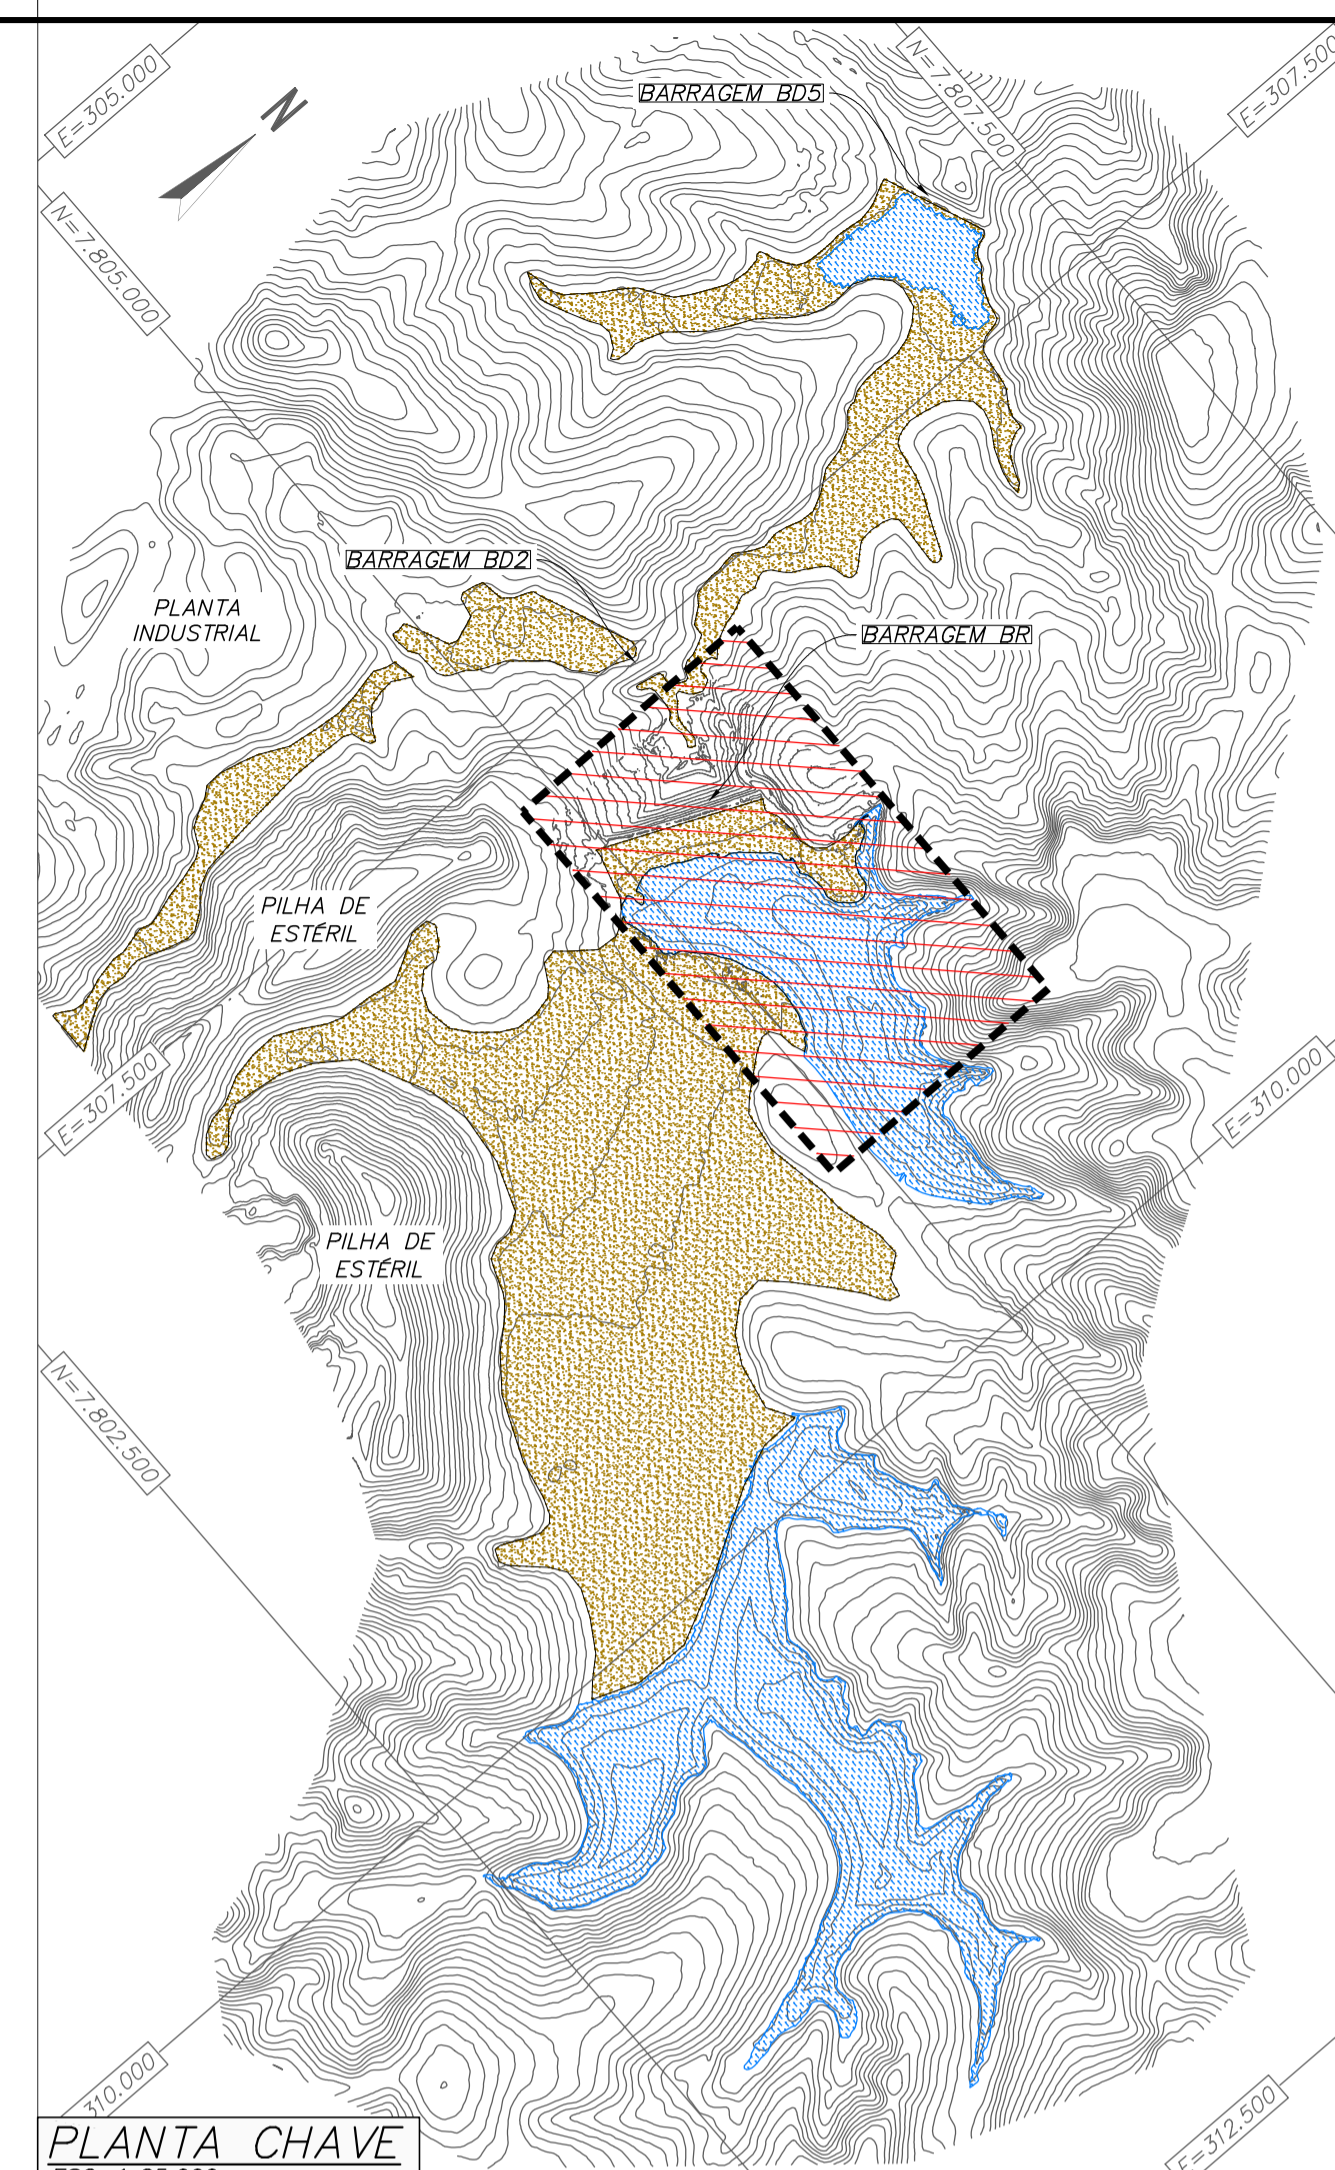 E=305.000
N=7.807.500
E=307.500
N
BARRAGEM BD5
N=7.805.000
BARRAGEM BD2
PLANTA
INDUSTRIAL
BARRAGEM BR
PILHA DE
ESTÉRIL
E=307.500
E=310.000
PILHA DE
ESTÉRIL
N=7.802.500
310.000
E=312.500
PLANTA CHAVE